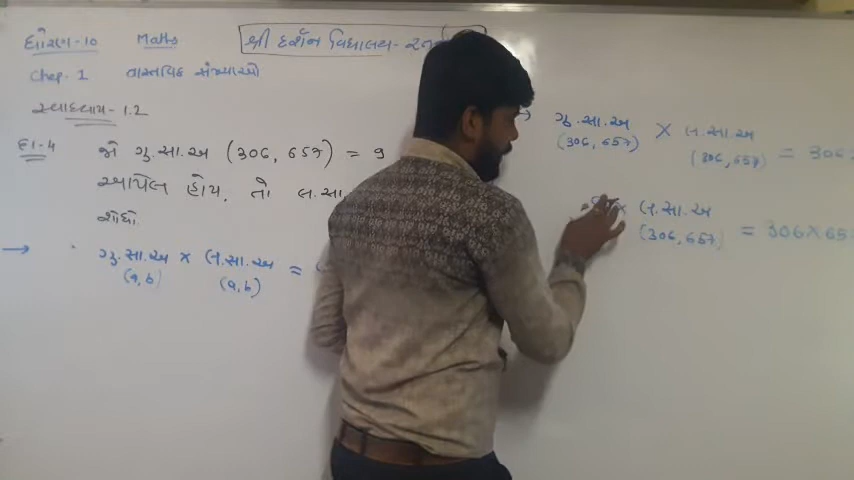 ધોરણ-10 Maths શ્રી દર્શન વિદ્યાલય-
Chep. 1 વાસ્તવિક સંખ્યાઓ
સ્વાધ્યાય-1.2
દા-4 જો ગુ.સા.અ (306, 657) = 9
આપેલ હોય, તો લ.સા.
શોધો
→ ગુ.સા.અ × લ.સા.અ =
(a,b) (a,b)
ગુ.સા.અ × લ.સા.અ
(306, 657) (306, 657) = 306
× લ.સા.અ
(306, 657) = 306×65